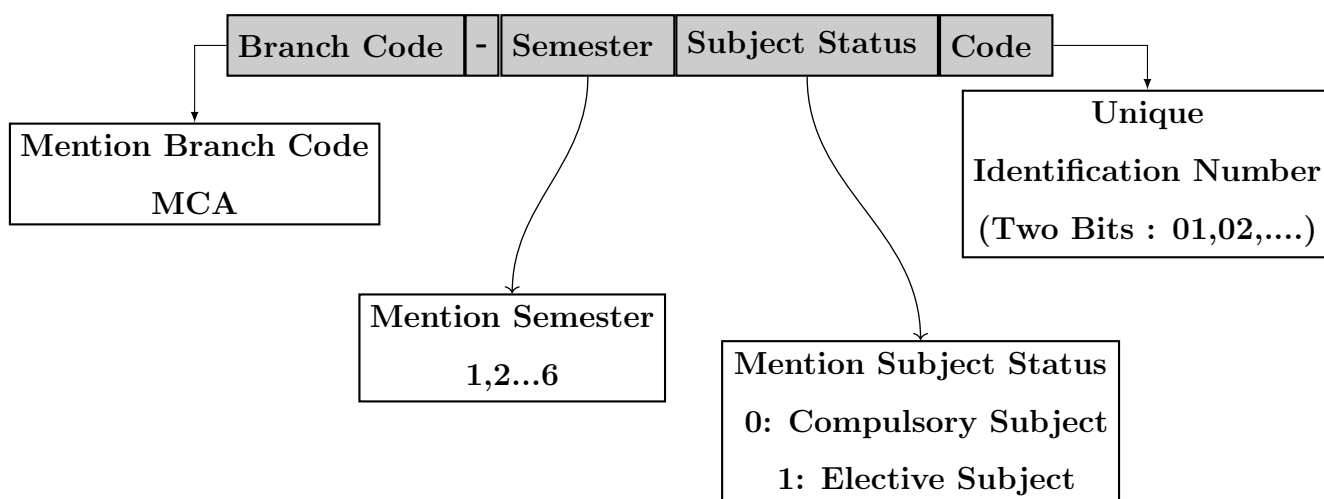 Branch Code - Semester Subject Status Code
Mention Branch Code
MCA
Unique
Identification Number
(Two Bits : 01,02,....)
Mention Semester
1,2...6
Mention Subject Status
0: Compulsory Subject
1: Elective Subject